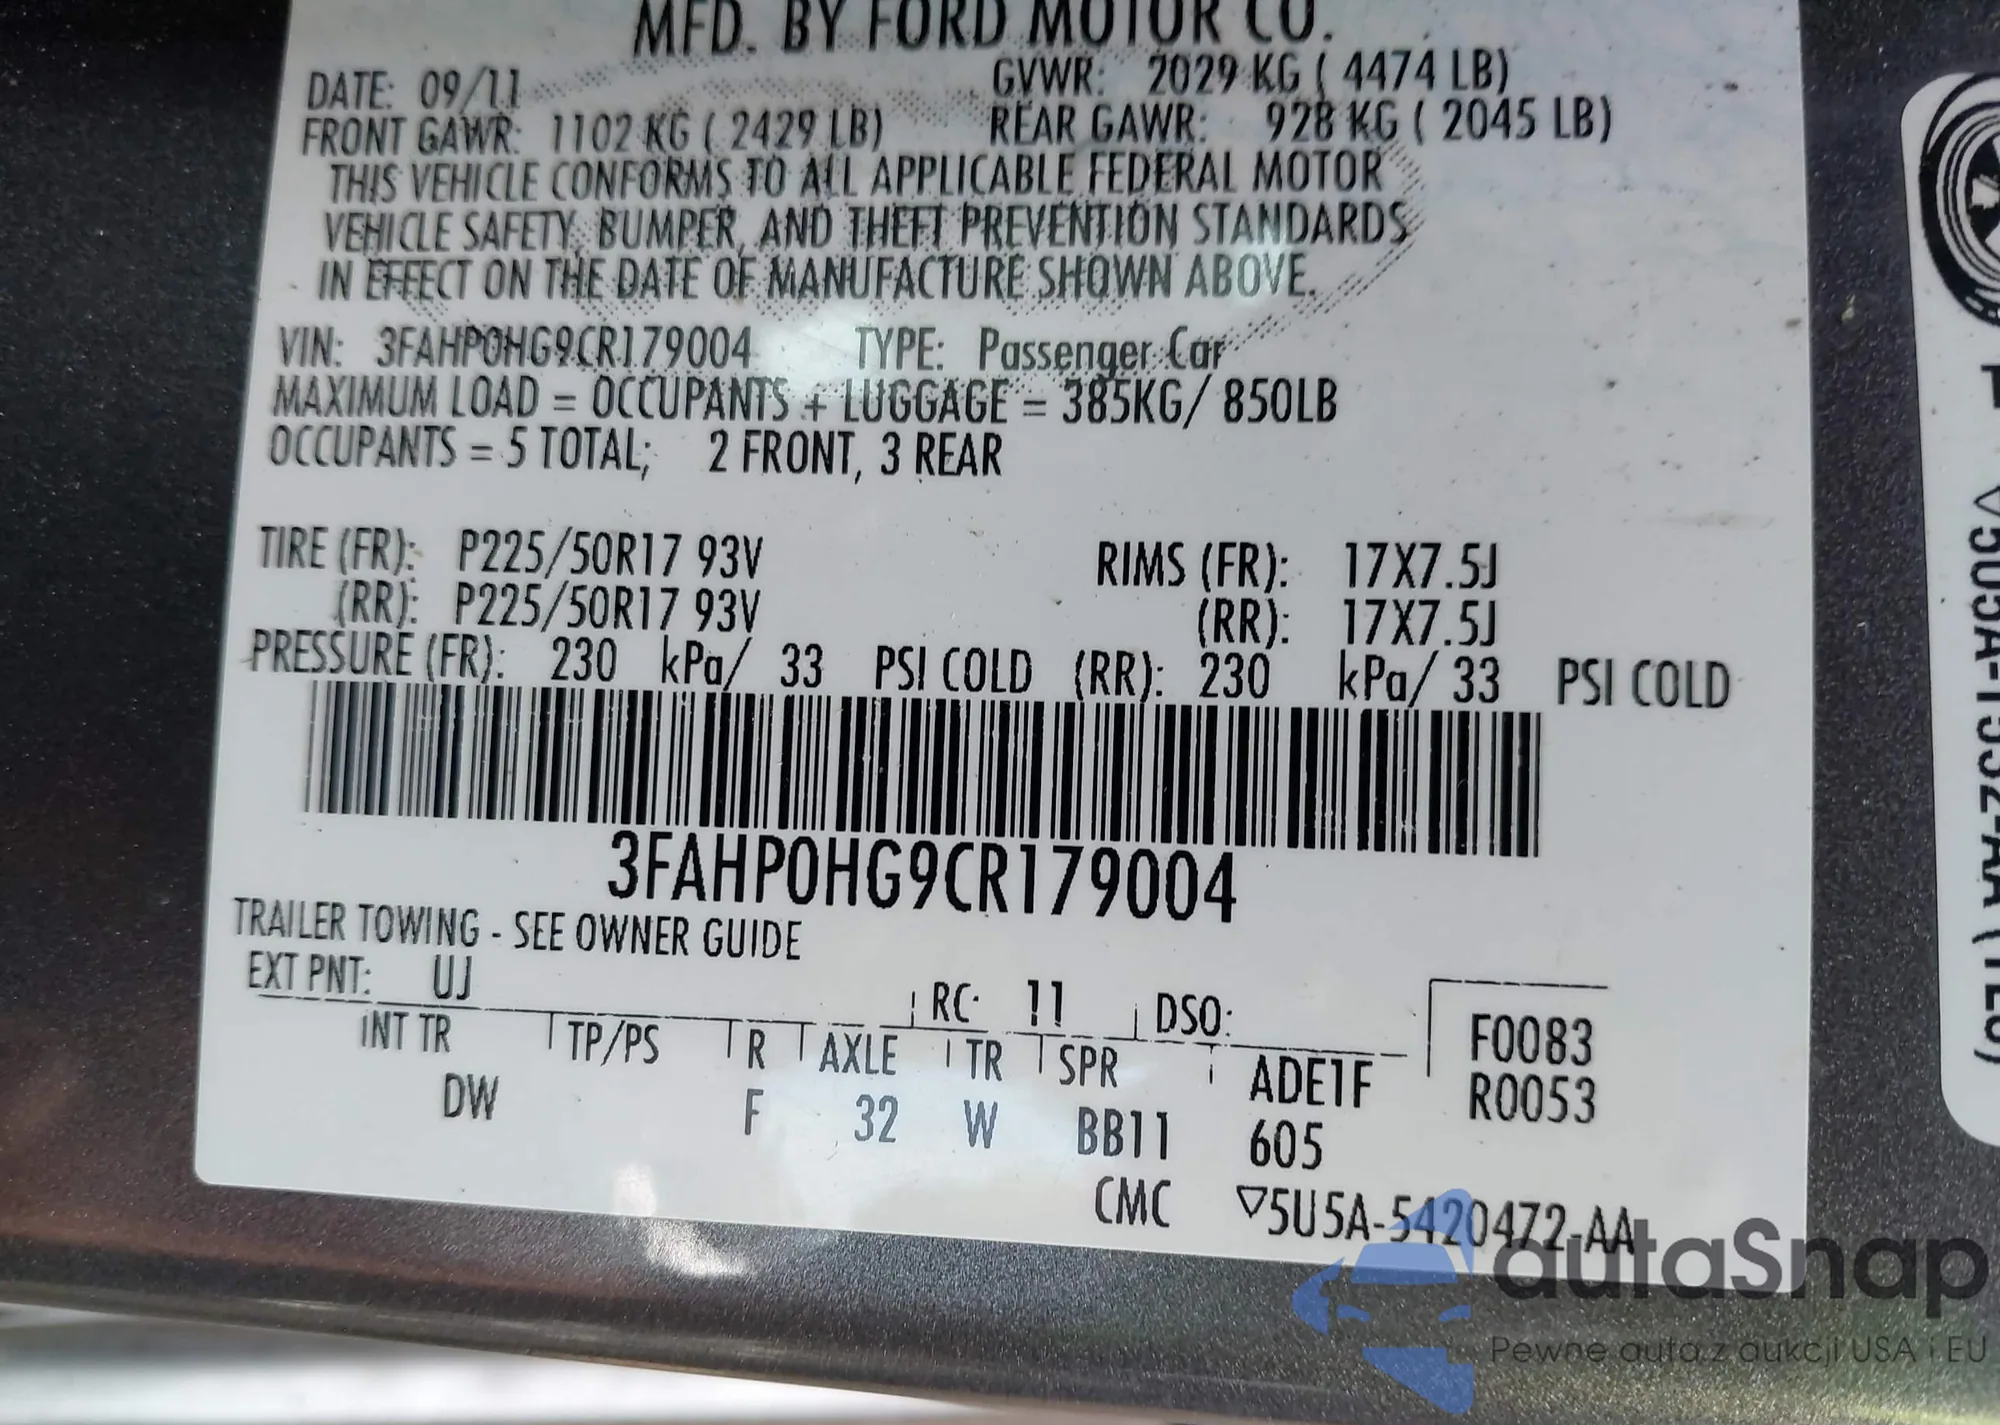 MFD. BY FORD MOTOR CO.
DATE: 09/11 GVWR: 2029 KG ( 4474 LB)
FRONT GAWR: 1102 KG ( 2429 LB) REAR GAWR: 928 KG ( 2045 LB)
THIS VEHICLE CONFORMS TO ALL APPLICABLE FEDERAL MOTOR
VEHICLE SAFETY, BUMPER, AND THEFT PREVENTION STANDARDS
IN EFFECT ON THE DATE OF MANUFACTURE SHOWN ABOVE.
VIN: 3FAHP0HG9CR179004 TYPE: Passenger Car
MAXIMUM LOAD = OCCUPANTS + LUGGAGE = 385KG/ 850LB
OCCUPANTS = 5 TOTAL; 2 FRONT, 3 REAR
TIRE (FR): P225/50R17 93V RIMS (FR): 17X7.5J
(RR): P225/50R17 93V (RR): 17X7.5J
PRESSURE (FR): 230 kPa/ 33 PSI COLD (RR): 230 kPa/ 33 PSI COLD
3FAHP0HG9CR179004
TRAILER TOWING - SEE OWNER GUIDE
EXT PNT: UJ RC: 11 DSO: F0083
INT TR TP/PS R AXLE TR SPR ADE1F R0053
DW F 32 W BB11 605
CMC ▽5U5A-5420472-AA
autaSnap
Pewne auta z aukcji USA i EU